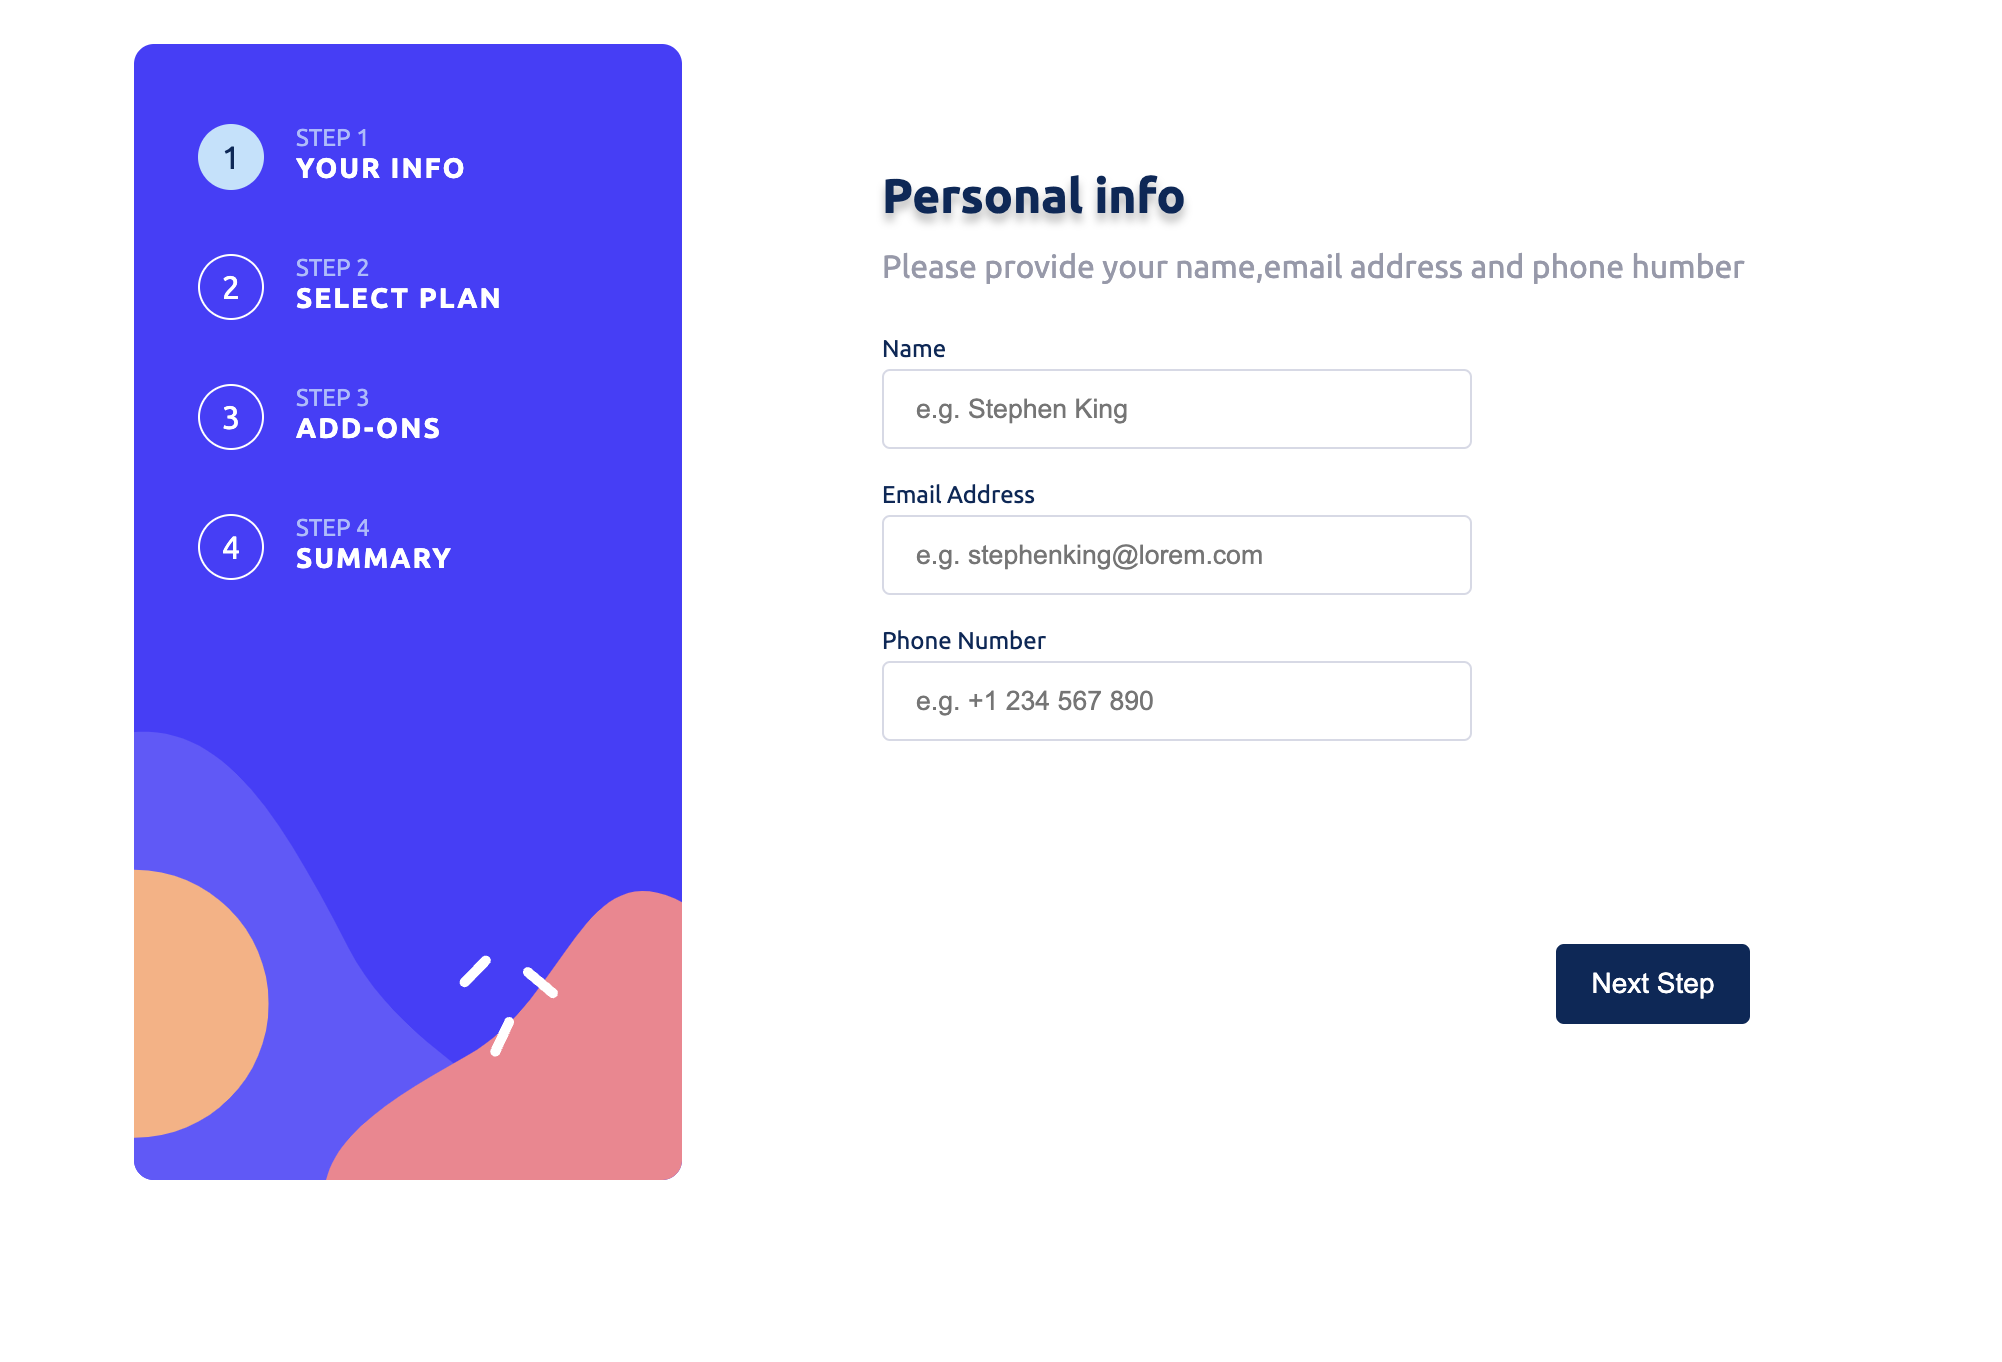 1
STEP 1
YOUR INFO
2
STEP 2
SELECT PLAN
3
STEP 3
ADD-ONS
4
STEP 4
SUMMARY
Personal info
Please provide your name,email address and phone humber
Name
e.g. Stephen King
Email Address
e.g. stephenking@lorem.com
Phone Number
e.g. +1 234 567 890
Next Step